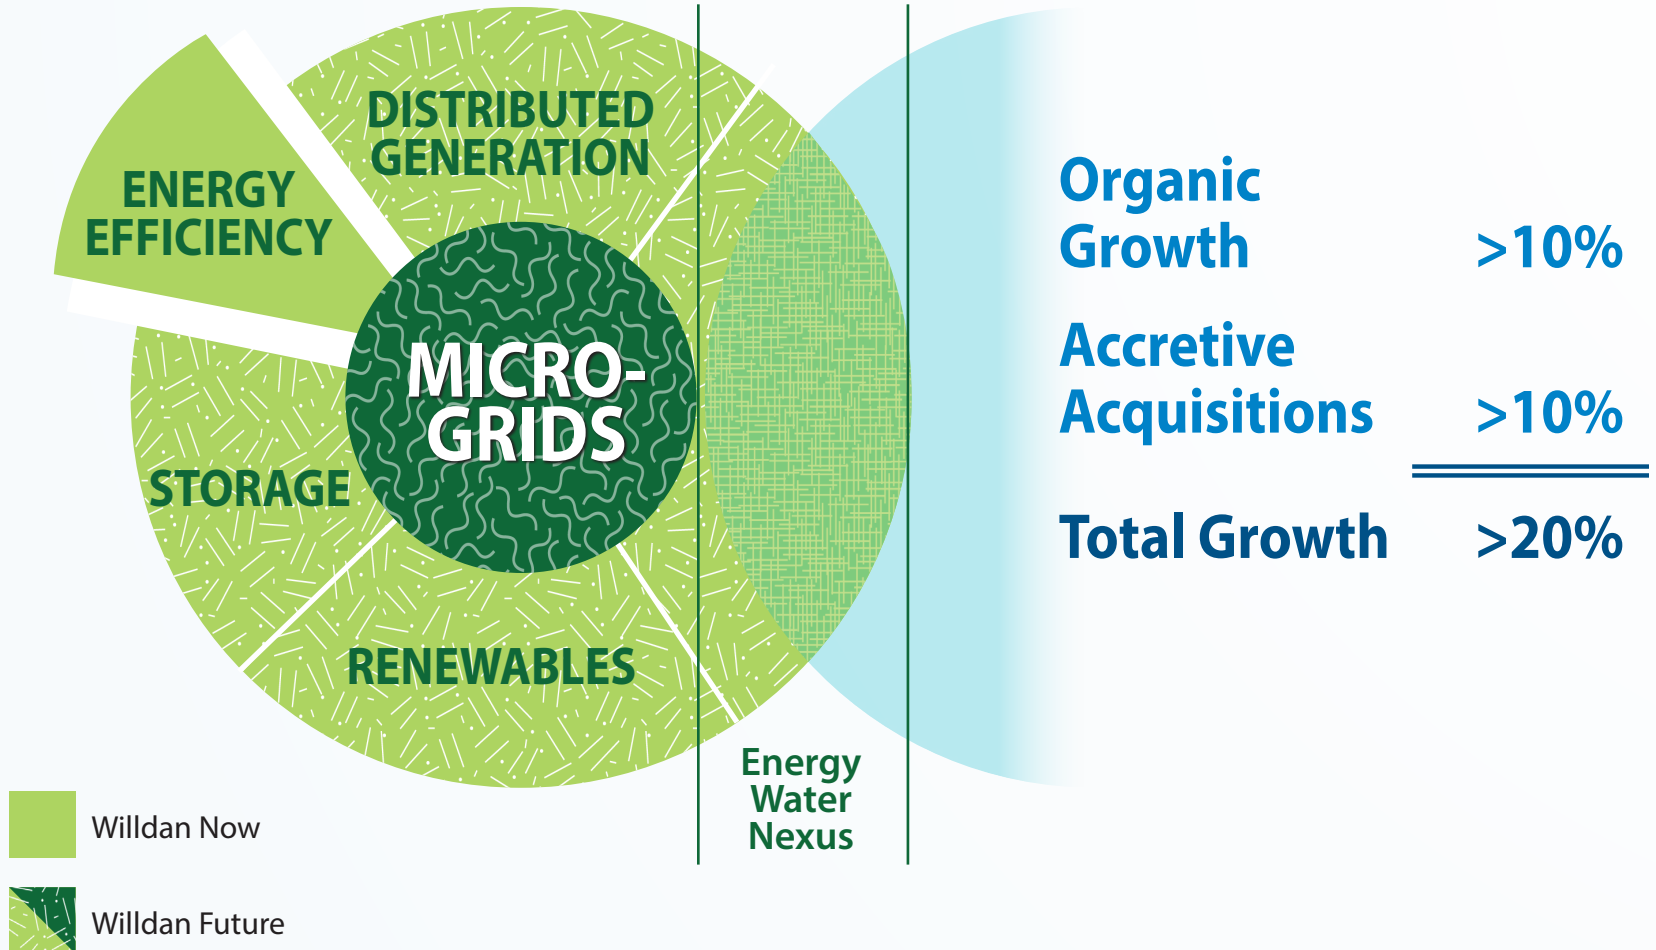 DISTRIBUTED
GENERATION
ENERGY
EFFICIENCY
MICRO-
GRIDS
STORAGE
RENEWABLES
Energy
Water
Nexus
Organic
Growth >10%
Accretive
Acquisitions >10%
Total Growth >20%
Willdan Now
Willdan Future